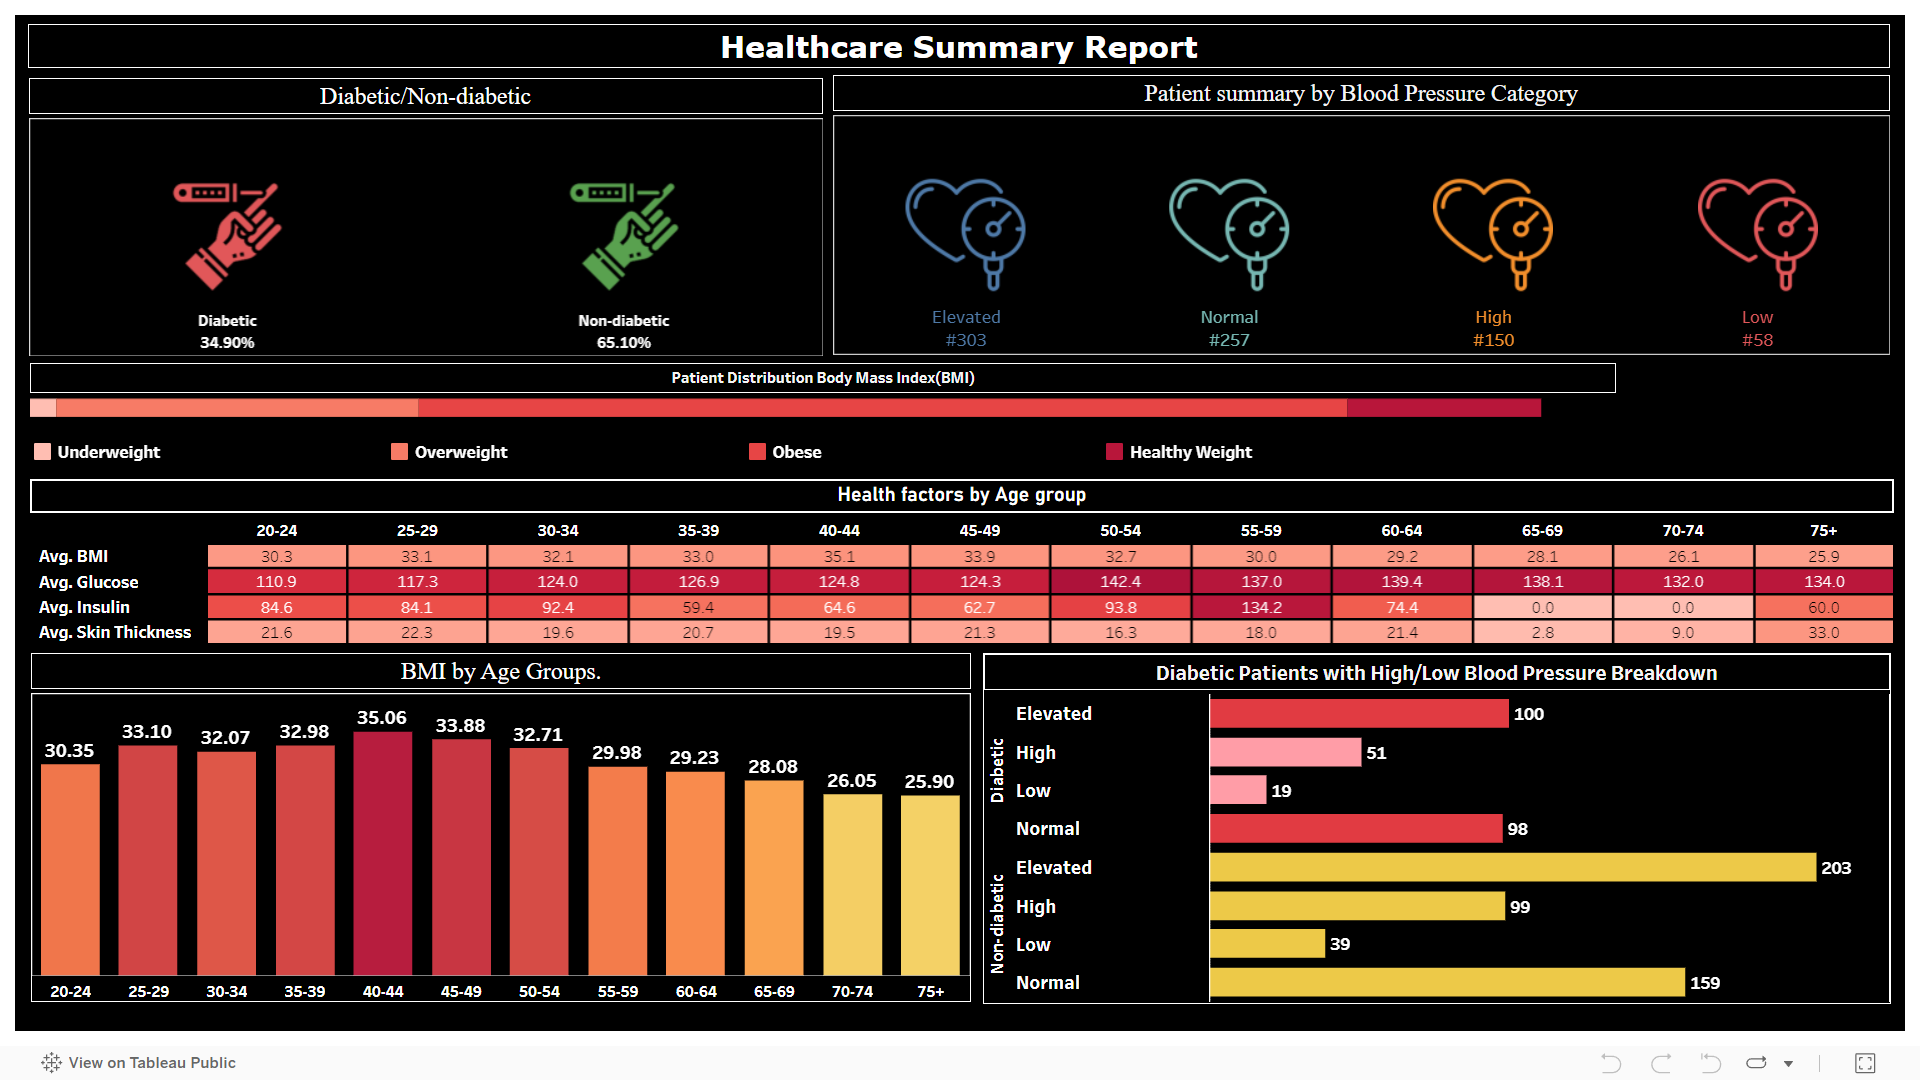 Healthcare Summary Report
Diabetic/Non-diabetic
Patient summary by Blood Pressure Category
Diabetic
34.90%
Non-diabetic
65.10%
Elevated
#303
Normal
#257
High
#150
Low
#58
Patient Distribution Body Mass Index(BMI)
Underweight Overweight Obese Healthy Weight
Health factors by Age group
20-24 25-29 30-34 35-39 40-44 45-49 50-54 55-59 60-64 65-69 70-74 75+
Avg. BMI 30.3 33.1 32.1 33.0 35.1 33.9 32.7 30.0 29.2 28.1 26.1 25.9
Avg. Glucose 110.9 117.3 124.0 126.9 124.8 124.3 142.4 137.0 139.4 138.1 132.0 134.0
Avg. Insulin 84.6 84.1 92.4 59.4 64.6 62.7 93.8 134.2 74.4 0.0 0.0 60.0
Avg. Skin Thickness 21.6 22.3 19.6 20.7 19.5 21.3 16.3 18.0 21.4 2.8 9.0 33.0
BMI by Age Groups.
30.35 33.10 32.07 32.98 35.06 33.88 32.71 29.98 29.23 28.08 26.05 25.90
20-24 25-29 30-34 35-39 40-44 45-49 50-54 55-59 60-64 65-69 70-74 75+
Diabetic Patients with High/Low Blood Pressure Breakdown
Diabetic
Elevated 100
High 51
Low 19
Normal 98
Non-diabetic
Elevated 203
High 99
Low 39
Normal 159
View on Tableau Public